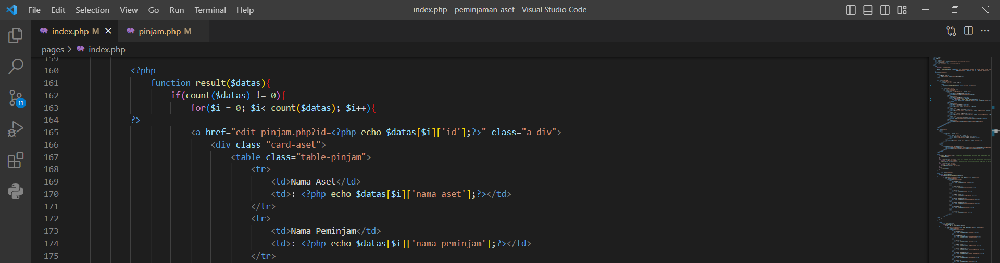 File Edit Selection View Go Run Terminal Help
index.php - peminjaman-aset - Visual Studio Code
index.php M
pinjam.php M
pages > index.php
159
160 <?php
161 function result($datas){
162 if(count($datas) != 0){
163 for($i = 0; $i< count($datas); $i++){
164 ?>
165 <a href="edit-pinjam.php?id=<?php echo $datas[$i]['id'];?>" class="a-div">
166 <div class="card-aset">
167 <table class="table-pinjam">
168 <tr>
169 <td>Nama Aset</td>
170 <td>: <?php echo $datas[$i]['nama_aset'];?></td>
171 </tr>
172 <tr>
173 <td>Nama Peminjam</td>
174 <td>: <?php echo $datas[$i]['nama_peminjam'];?></td>
175 </tr>
11